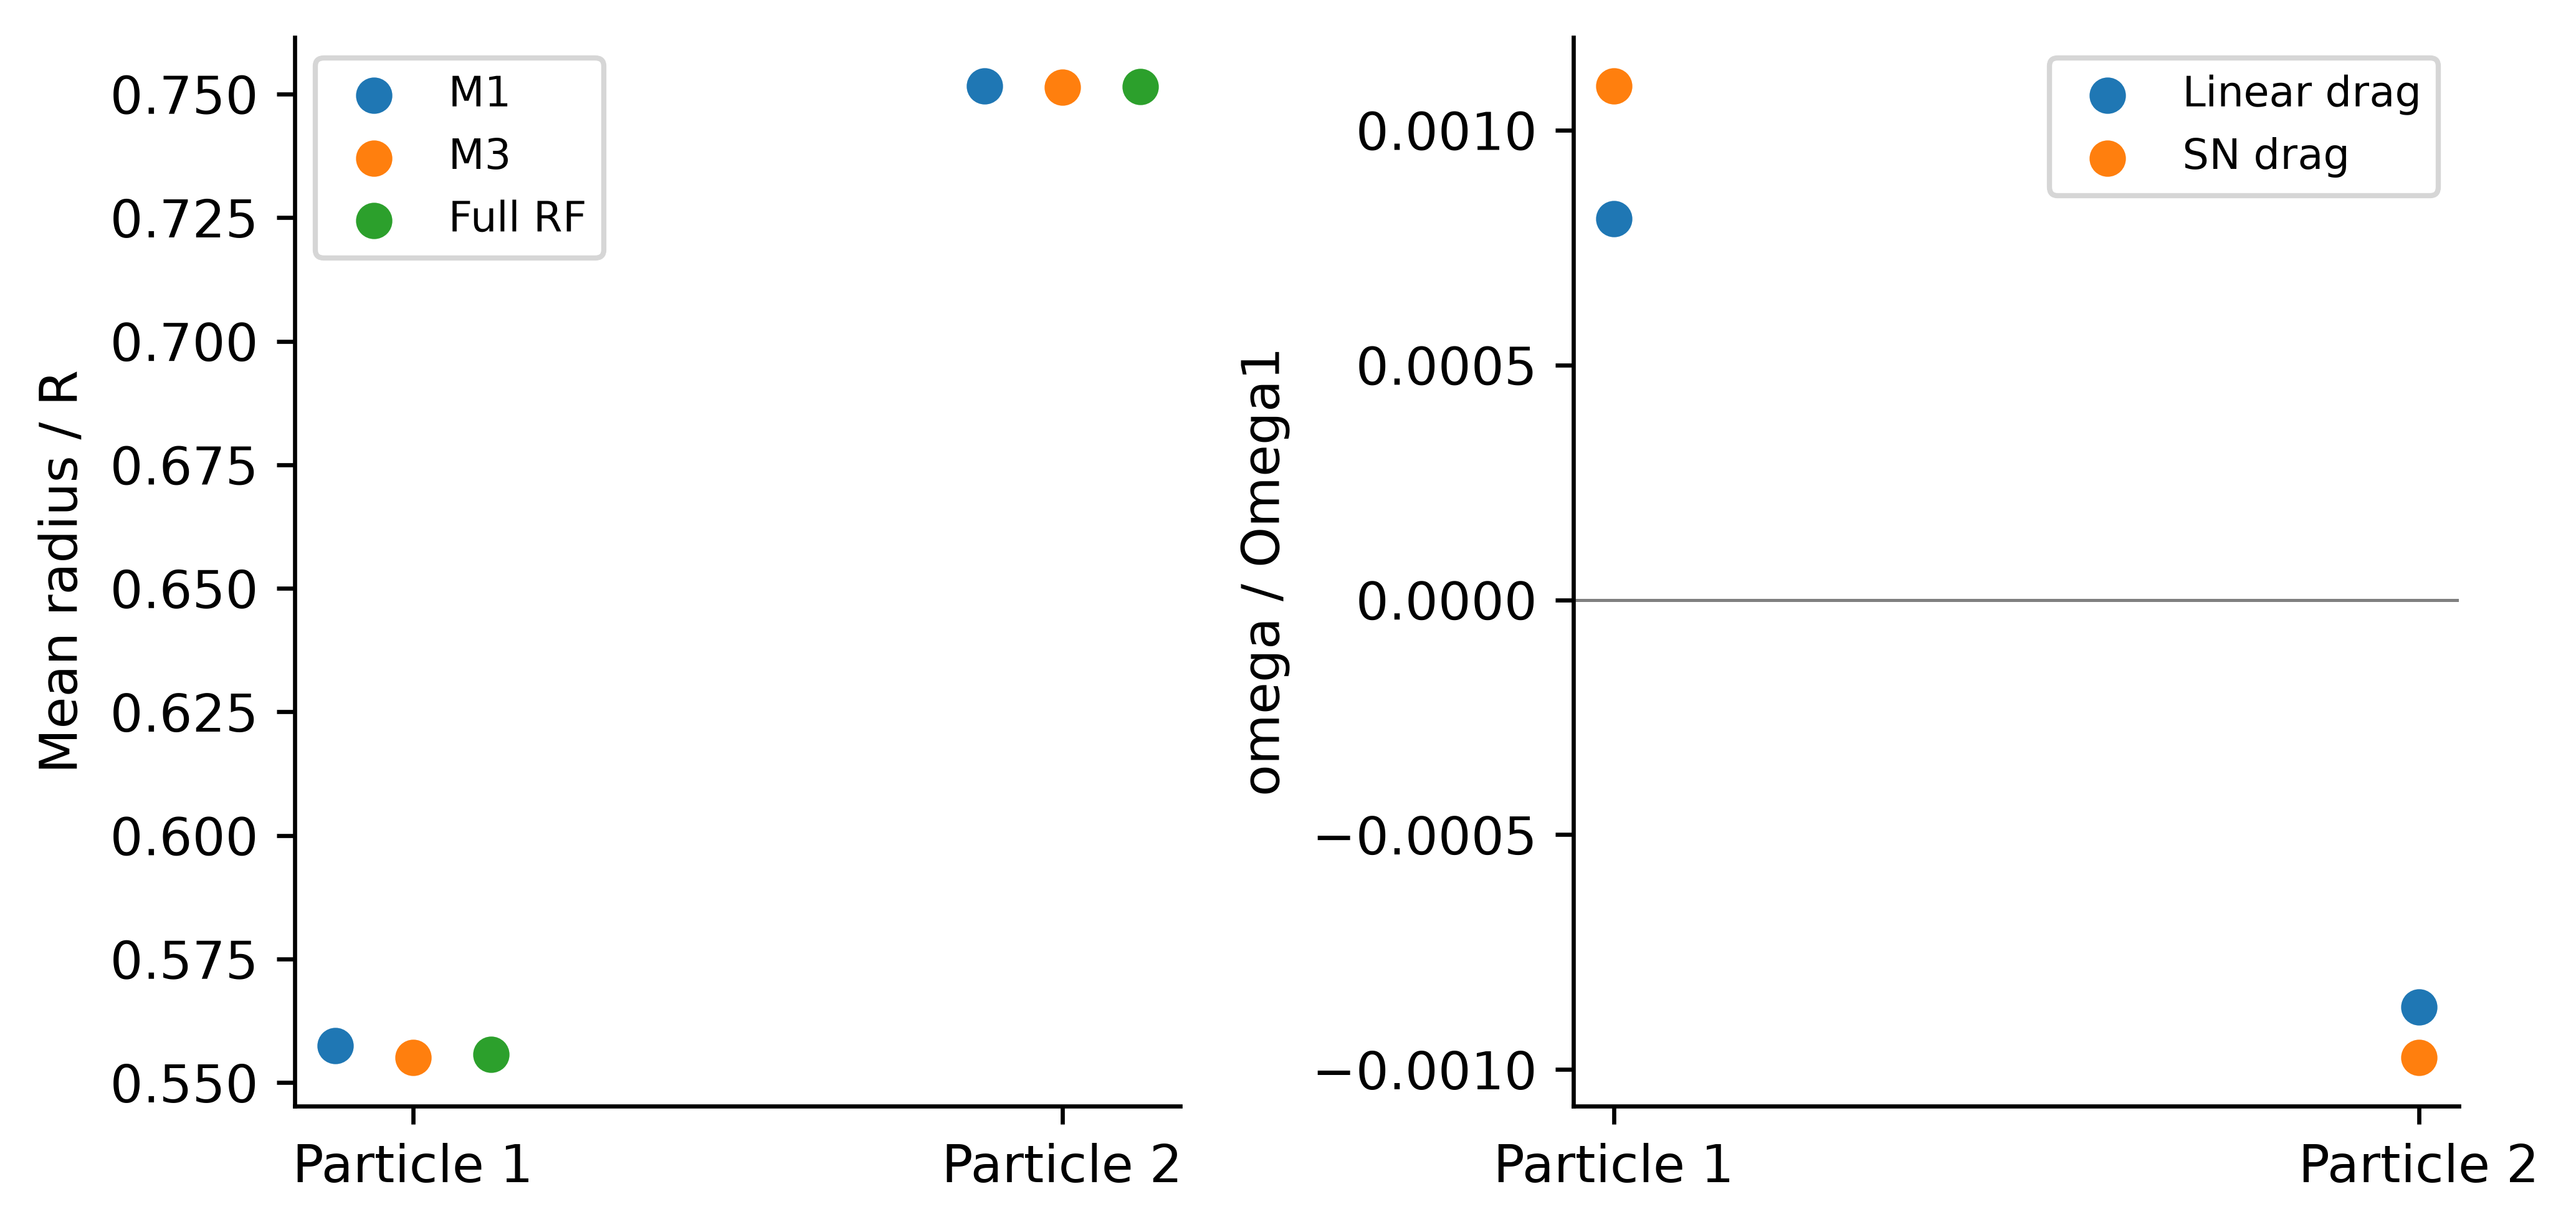 Mean radius / R
0.750
0.725
0.700
0.675
0.650
0.625
0.600
0.575
0.550
M1
M3
Full RF
Particle 1
Particle 2
omega / Omega1
0.0010
0.0005
0.0000
−0.0005
−0.0010
Linear drag
SN drag
Particle 1
Particle 2